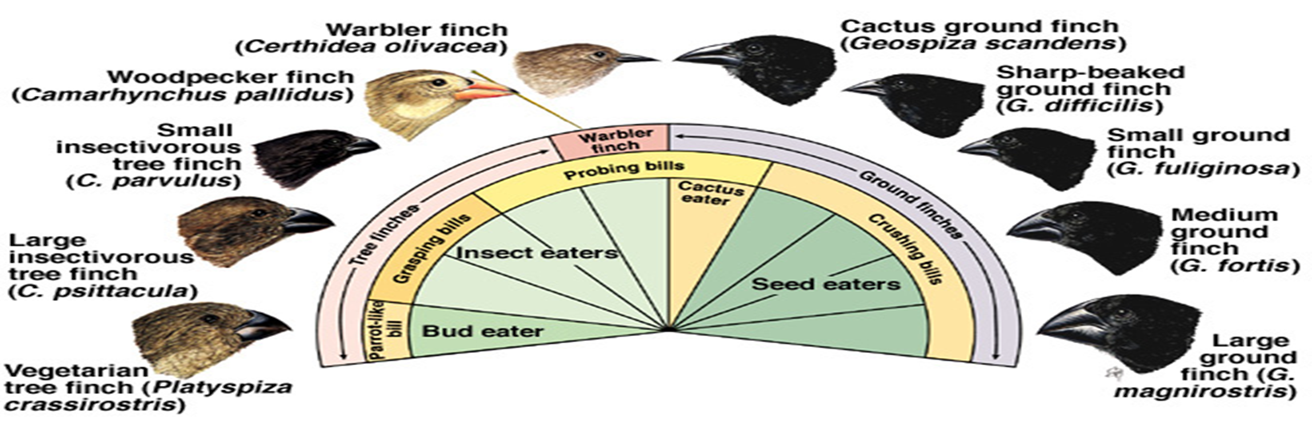 Warbler finch
(Certhidea olivacea)
Woodpecker finch
(Camarhynchus pallidus)
Small
insectivorous
tree finch
(C. parvulus)
Large
insectivorous
tree finch
(C. psittacula)
Vegetarian
tree finch (Platyspiza
crassirostris)
Cactus ground finch
(Geospiza scandens)
Sharp-beaked
ground finch
(G. difficilis)
Small ground
finch
(G. fuliginosa)
Medium
ground
finch
(G. fortis)
Large
ground
finch (G.
magnirostris)
Warbler
finch
Tree finches
Ground finches
Probing bills
Grasping bills
Parrot-like
bill
Crushing bills
Cactus
eater
Insect eaters
Seed eaters
Bud eater